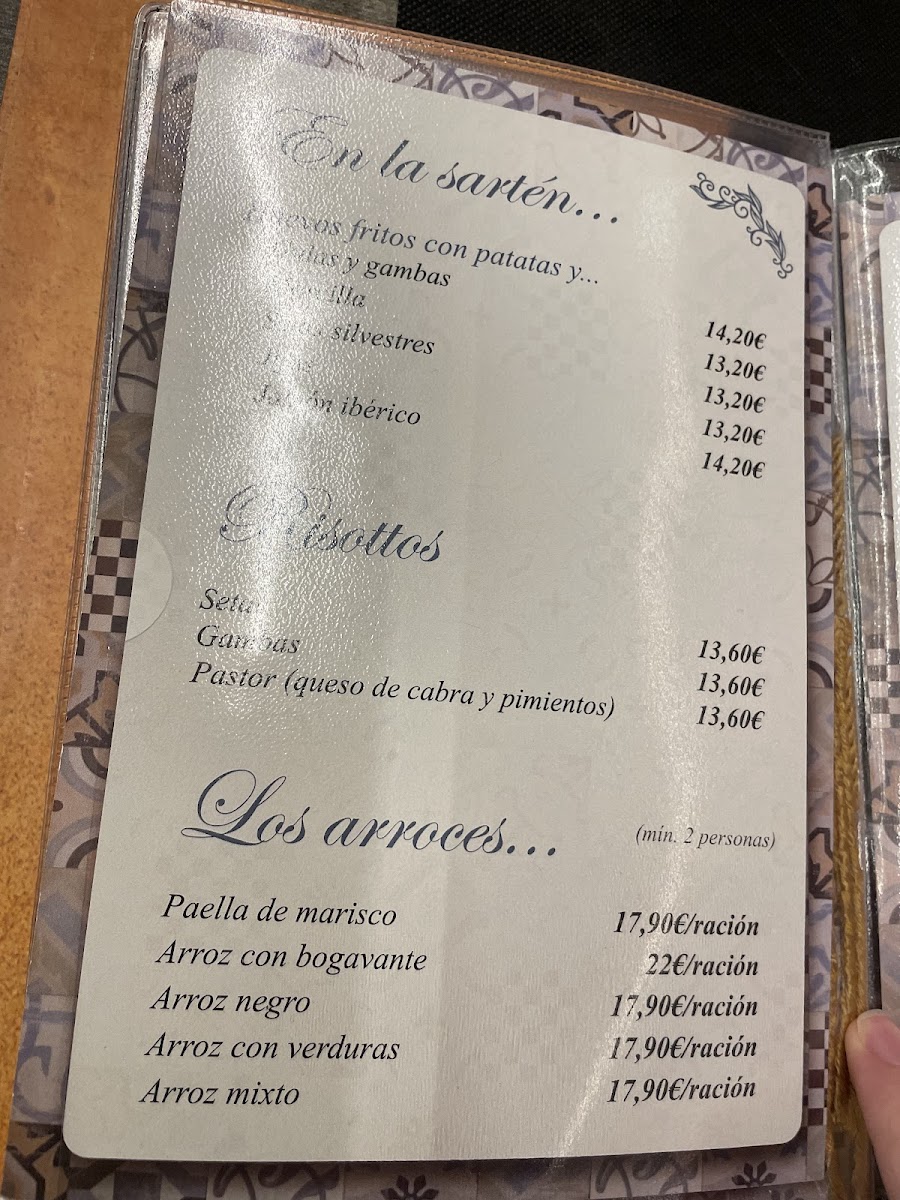 En la sartén...
Huevos fritos con patatas y...
y gambas 14,20€
13,20€
silvestres 13,20€
13,20€
Jamón ibérico 14,20€
Risottos
Setas 13,60€
Gambas 13,60€
Pastor (queso de cabra y pimientos) 13,60€
Los arroces... (mín. 2 personas)
Paella de marisco 17,90€/ración
Arroz con bogavante 22€/ración
Arroz negro 17,90€/ración
Arroz con verduras 17,90€/ración
Arroz mixto 17,90€/ración